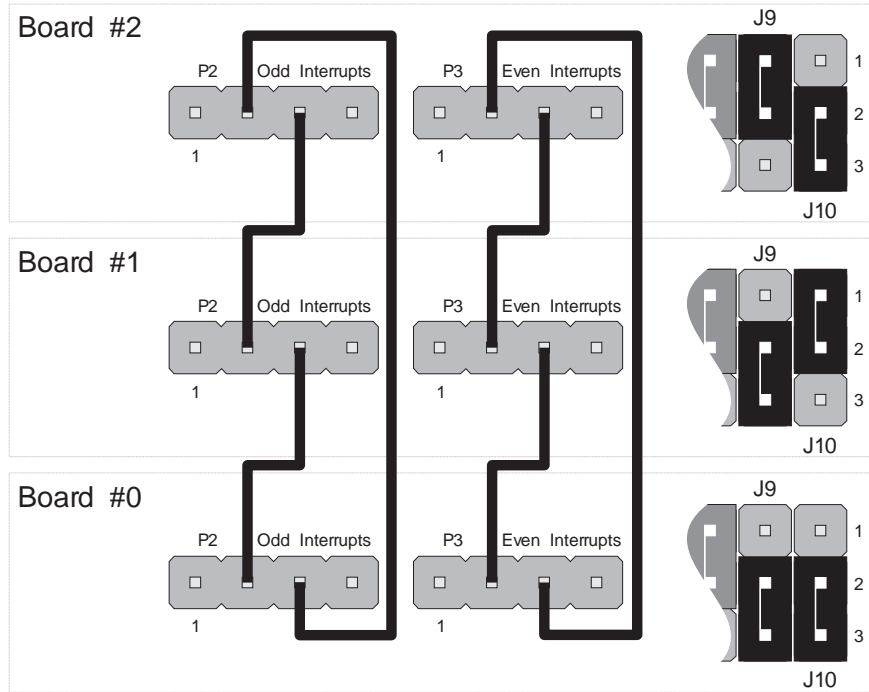 Board #2
J9
P2 Odd Interrupts
P3 Even Interrupts
1
2
3
1
1
J10
Board #1
J9
P2 Odd Interrupts
P3 Even Interrupts
1
2
3
1
1
J10
Board #0
J9
P2 Odd Interrupts
P3 Even Interrupts
1
2
3
1
1
J10